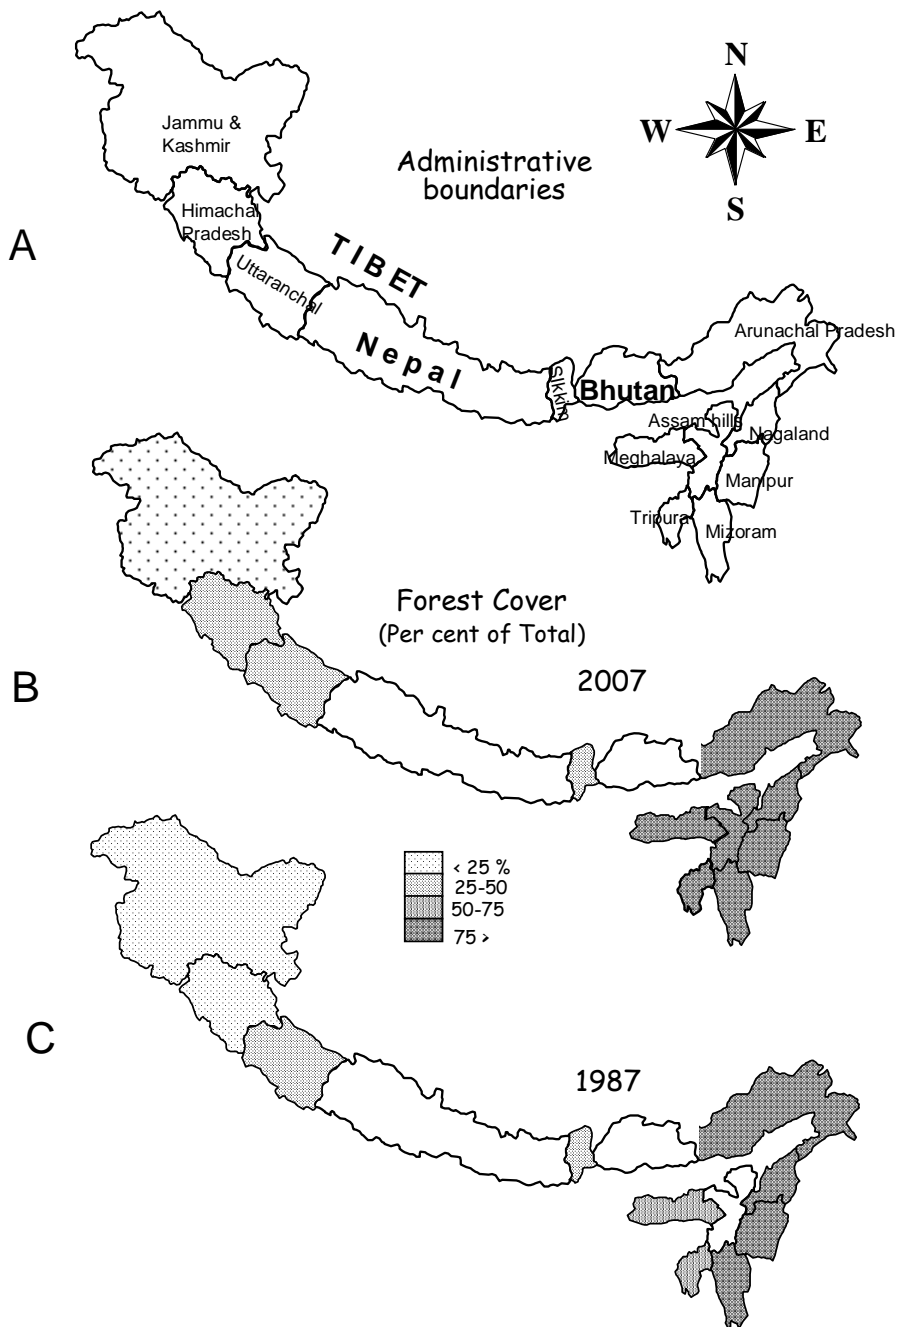 N
W E
S
Jammu &
Kashmir
Administrative
boundaries
Himachal
Pradesh
A
TIBET
Uttaranchal
Nepal
Arunachal Pradesh
Sikkim
Bhutan
Assam hills
Nagaland
Meghalaya
Manipur
Tripura
Mizoram
Forest Cover
(Per cent of Total)
B
2007
< 25 %
25-50
50-75
75 >
C
1987